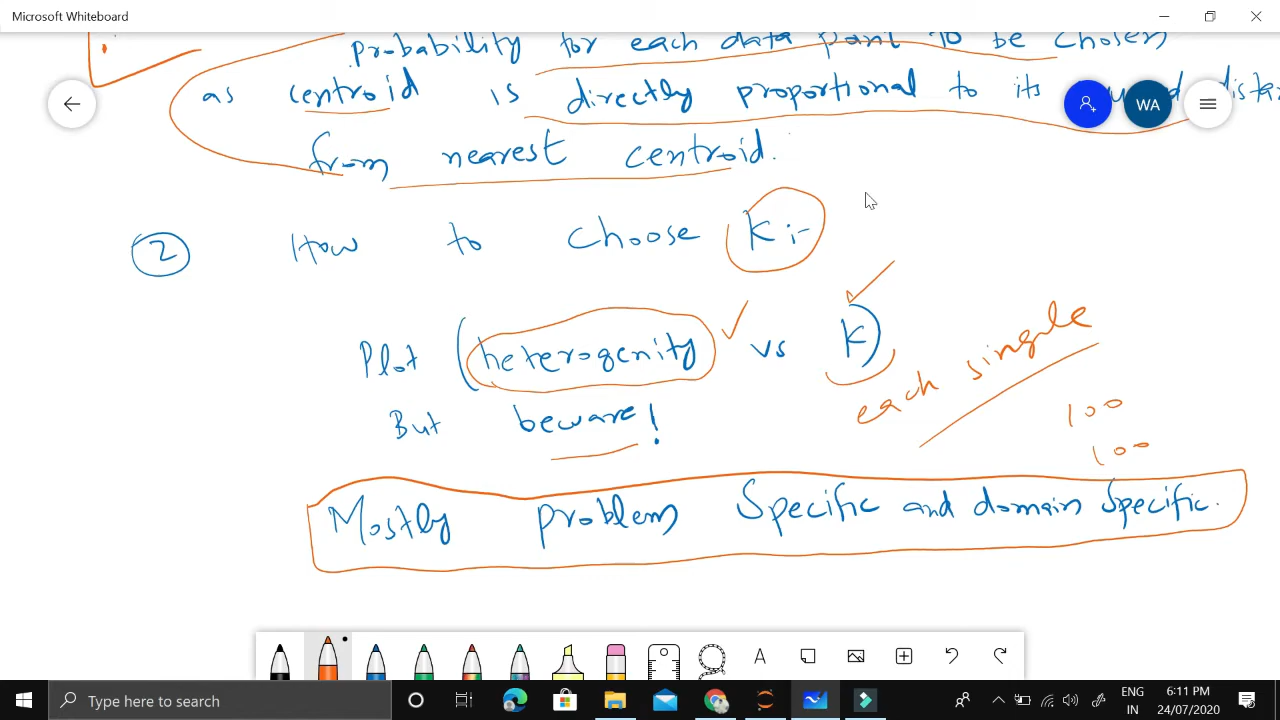 Microsoft Whiteboard
probability for each data point to be chosen
as centroid is directly proportional to its
WA
from nearest centroid.
2 How to choose K :-
Plot (heterogenity vs K)
each single
But beware!
100
100
Mostly problem Specific and domain Specific.
A
Type here to search
ENG
IN
6:11 PM
24/07/2020